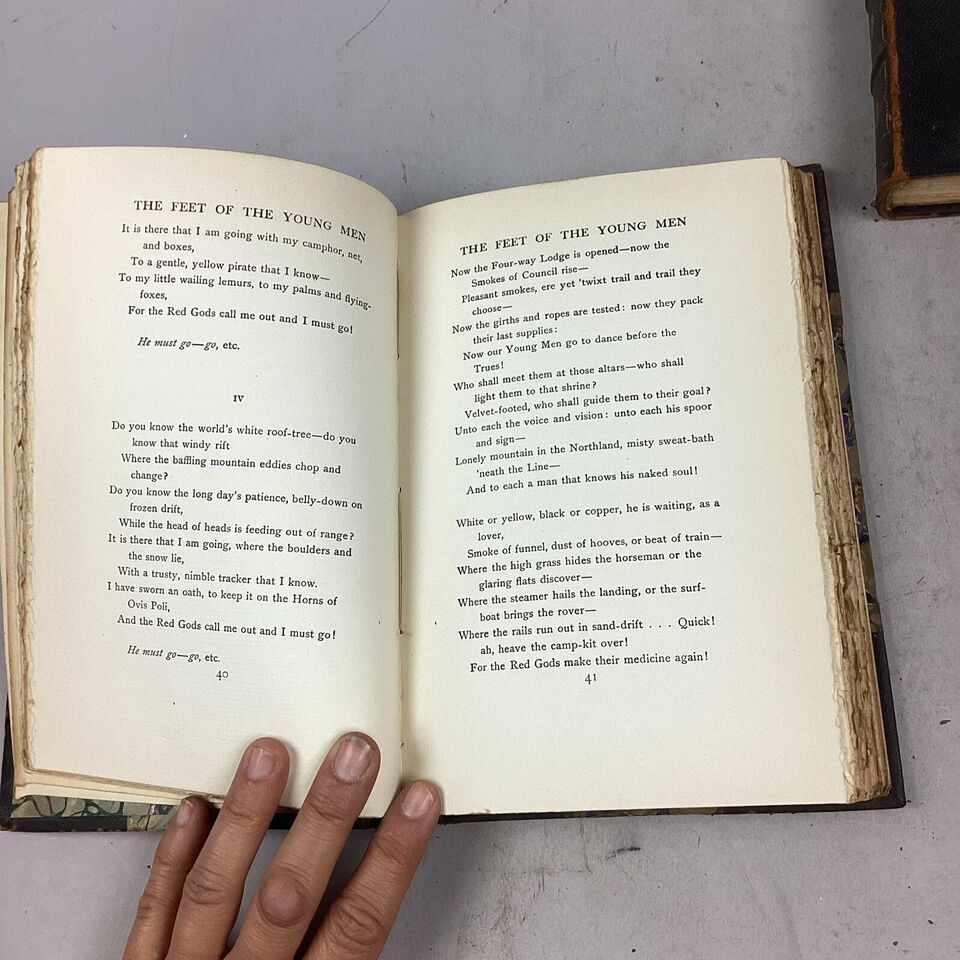 THE FEET OF THE YOUNG MEN
It is there that I am going with my camphor, net,
and boxes,
To a gentle, yellow pirate that I know—
To my little wailing lemurs, to my palms and flying-
foxes,
For the Red Gods call me out and I must go!
He must go—go, etc.
IV
Do you know the world's white roof-tree—do you
know that windy rift
Where the baffling mountain eddies chop and
change?
Do you know the long day's patience, belly-down on
frozen drift,
While the head of heads is feeding out of range?
It is there that I am going, where the boulders and
the snow lie,
With a trusty, nimble tracker that I know.
I have sworn an oath, to keep it on the Horns of
Ovis Poli,
And the Red Gods call me out and I must go!
He must go—go, etc.
40
THE FEET OF THE YOUNG MEN
Now the Four-way Lodge is opened—now the
Smokes of Council rise—
Pleasant smokes, ere yet 'twixt trail and trail they
choose—
Now the girths and ropes are tested: now they pack
their last supplies:
Now our Young Men go to dance before the
Trues!
Who shall meet them at those altars—who shall
light them to that shrine?
Velvet-footed, who shall guide them to their goal?
Unto each the voice and vision: unto each his spoor
and sign—
Lonely mountain in the Northland, misty sweat-bath
'neath the Line—
And to each a man that knows his naked soul!
White or yellow, black or copper, he is waiting, as a
lover,
Smoke of funnel, dust of hooves, or beat of train—
Where the high grass hides the horseman or the
glaring flats discover—
Where the steamer hails the landing, or the surf-
boat brings the rover—
Where the rails run out in sand-drift . . . Quick!
ah, heave the camp-kit over!
For the Red Gods make their medicine again!
41